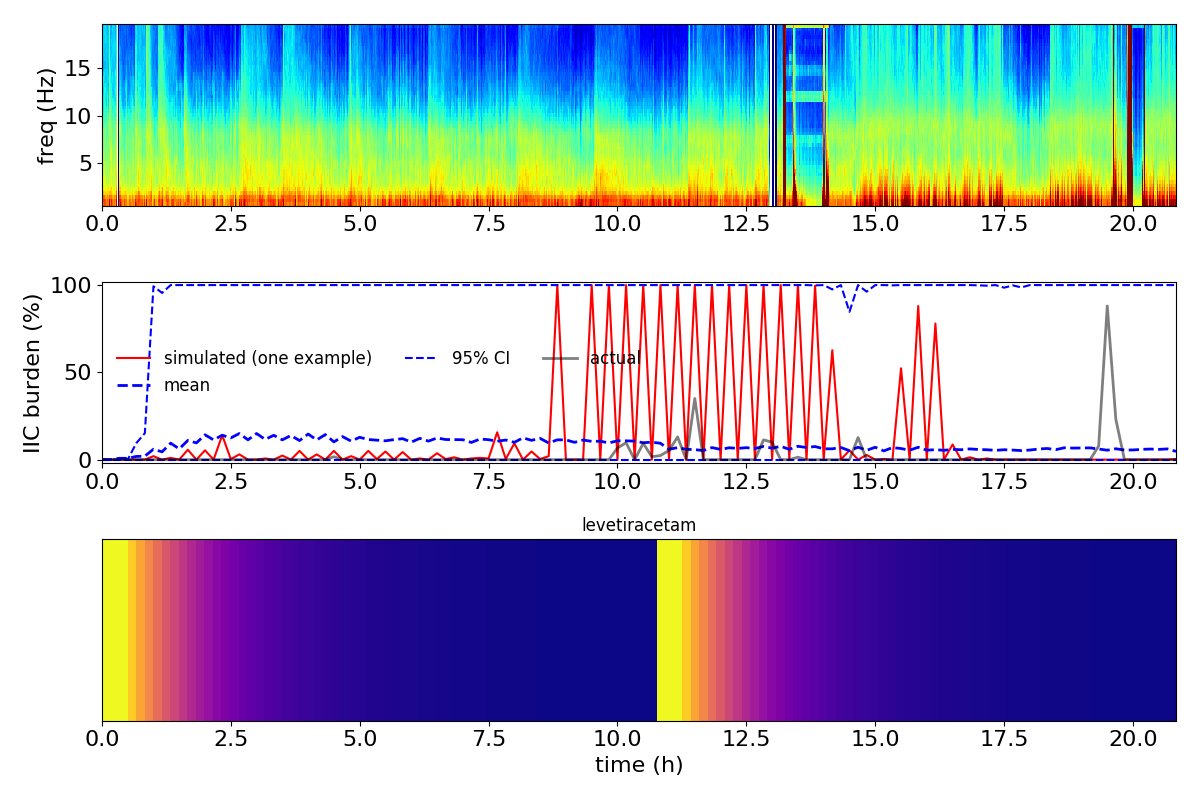 freq (Hz)
15
10
5
0.0 2.5 5.0 7.5 10.0 12.5 15.0 17.5 20.0
IIC burden (%)
100
50
0
simulated (one example) 95% CI actual
mean
0.0 2.5 5.0 7.5 10.0 12.5 15.0 17.5 20.0
levetiracetam
0.0 2.5 5.0 7.5 10.0 12.5 15.0 17.5 20.0
time (h)